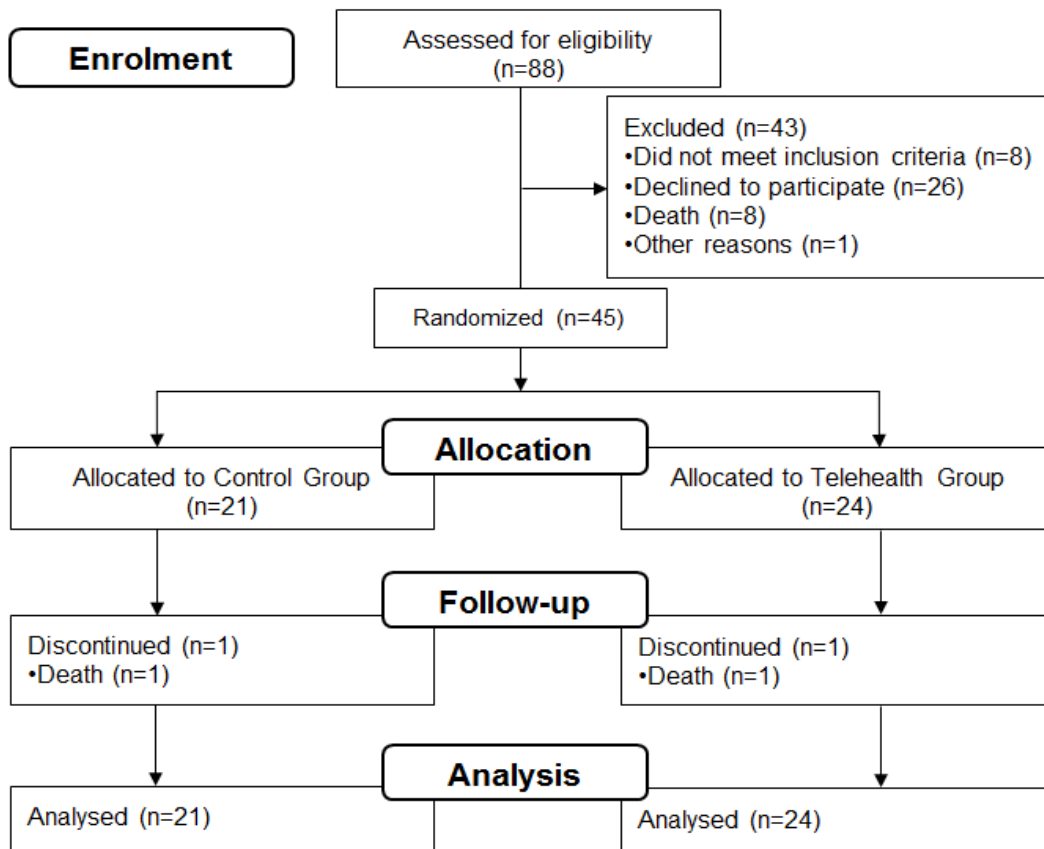 Enrolment
Assessed for eligibility
(n=88)
Excluded (n=43)
•Did not meet inclusion criteria (n=8)
•Declined to participate (n=26)
•Death (n=8)
•Other reasons (n=1)
Randomized (n=45)
Allocation
Allocated to Control Group
(n=21)
Allocated to Telehealth Group
(n=24)
Follow-up
Discontinued (n=1)
•Death (n=1)
Discontinued (n=1)
•Death (n=1)
Analysis
Analysed (n=21)
Analysed (n=24)